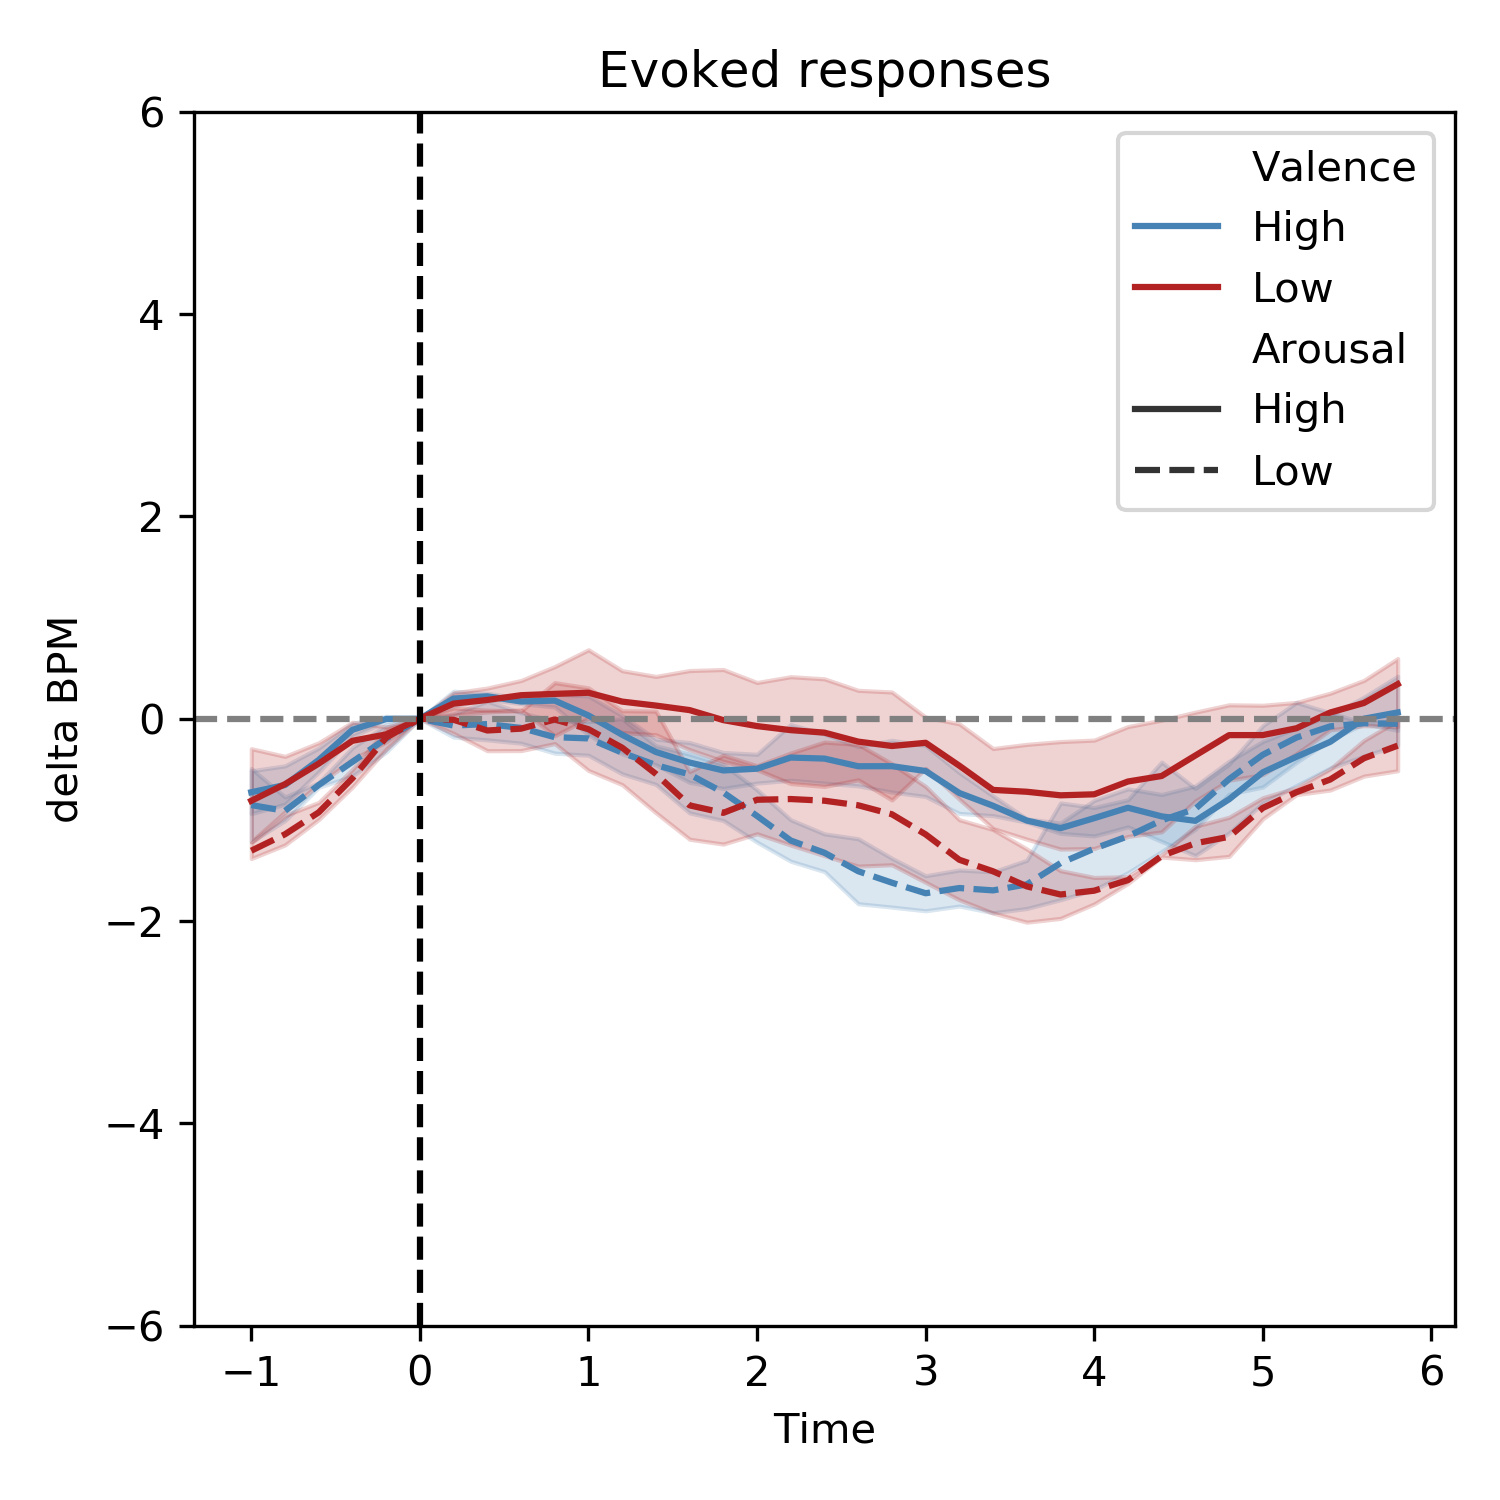 Evoked responses
6
4
2
0
−2
−4
−6
delta BPM
Valence
High
Low
Arousal
High
Low
−1 0 1 2 3 4 5 6
Time